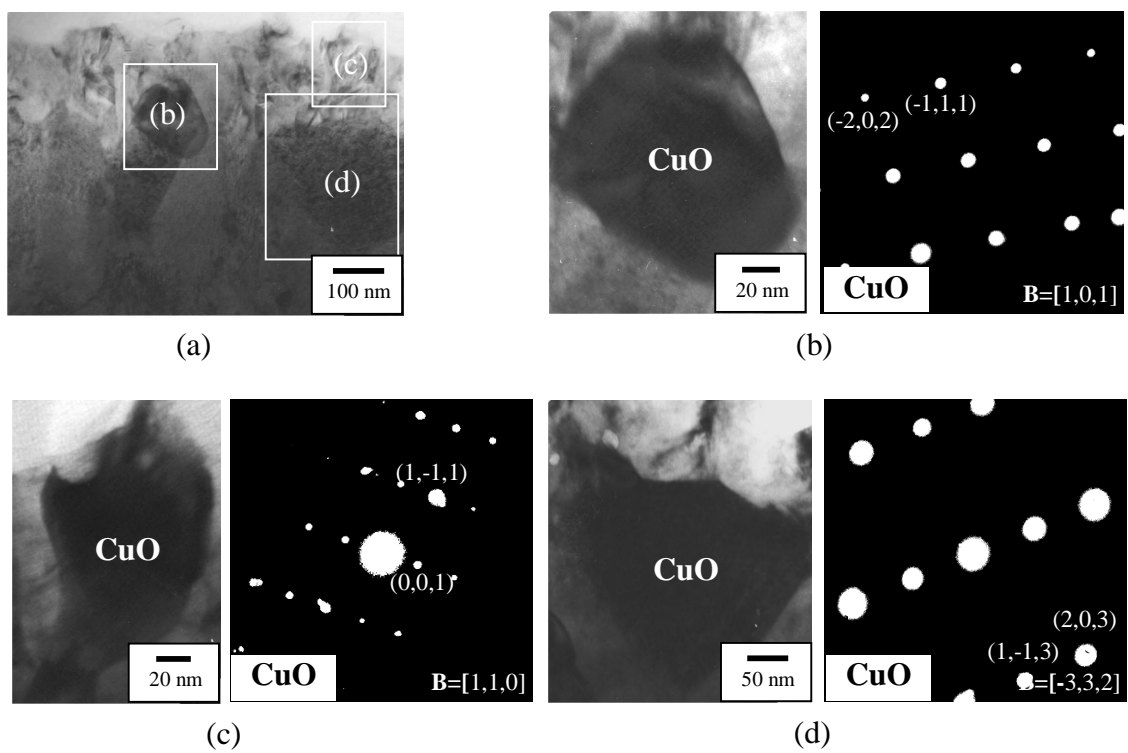 (c)
(b)
(d)
100 nm
(a)
CuO
20 nm
(-2,0,2)
(-1,1,1)
CuO
B=[1,0,1]
(b)
CuO
20 nm
(1,-1,1)
(0,0,1)
CuO
B=[1,1,0]
(c)
CuO
50 nm
(2,0,3)
(1,-1,3)
CuO
B=[-3,3,2]
(d)